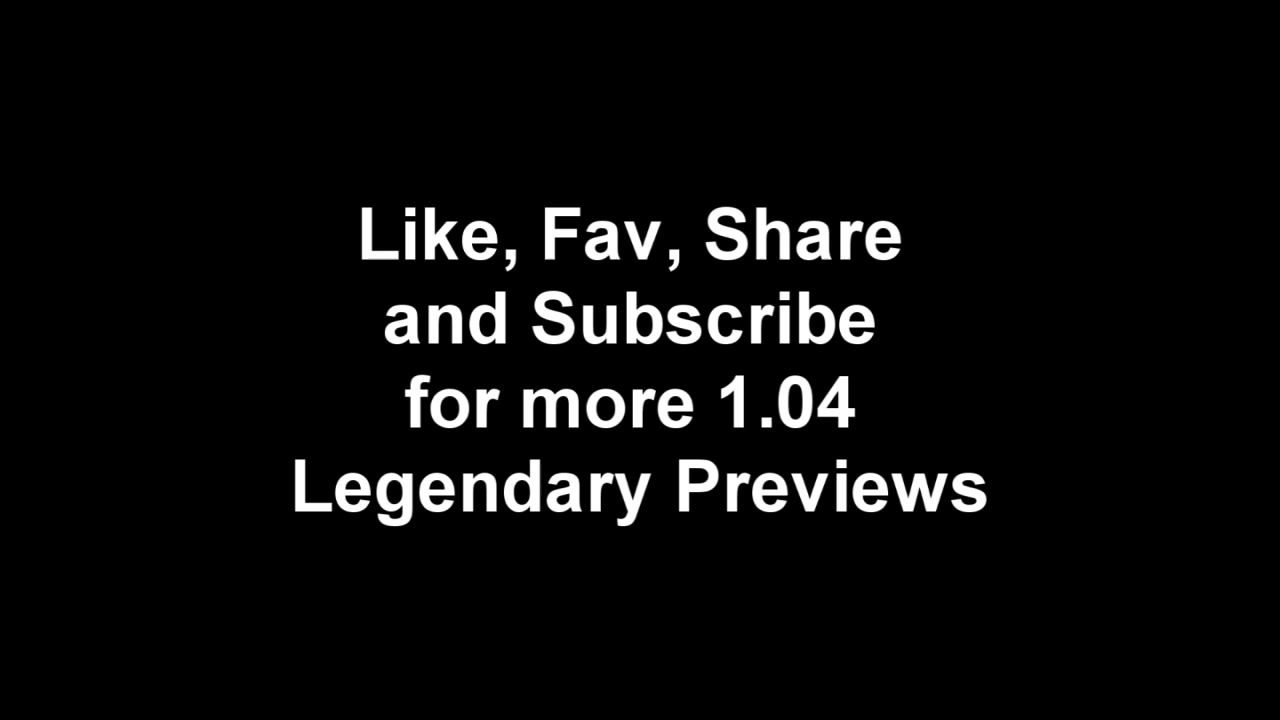 Like, Fav, Share
and Subscribe
for more 1.04
Legendary Previews